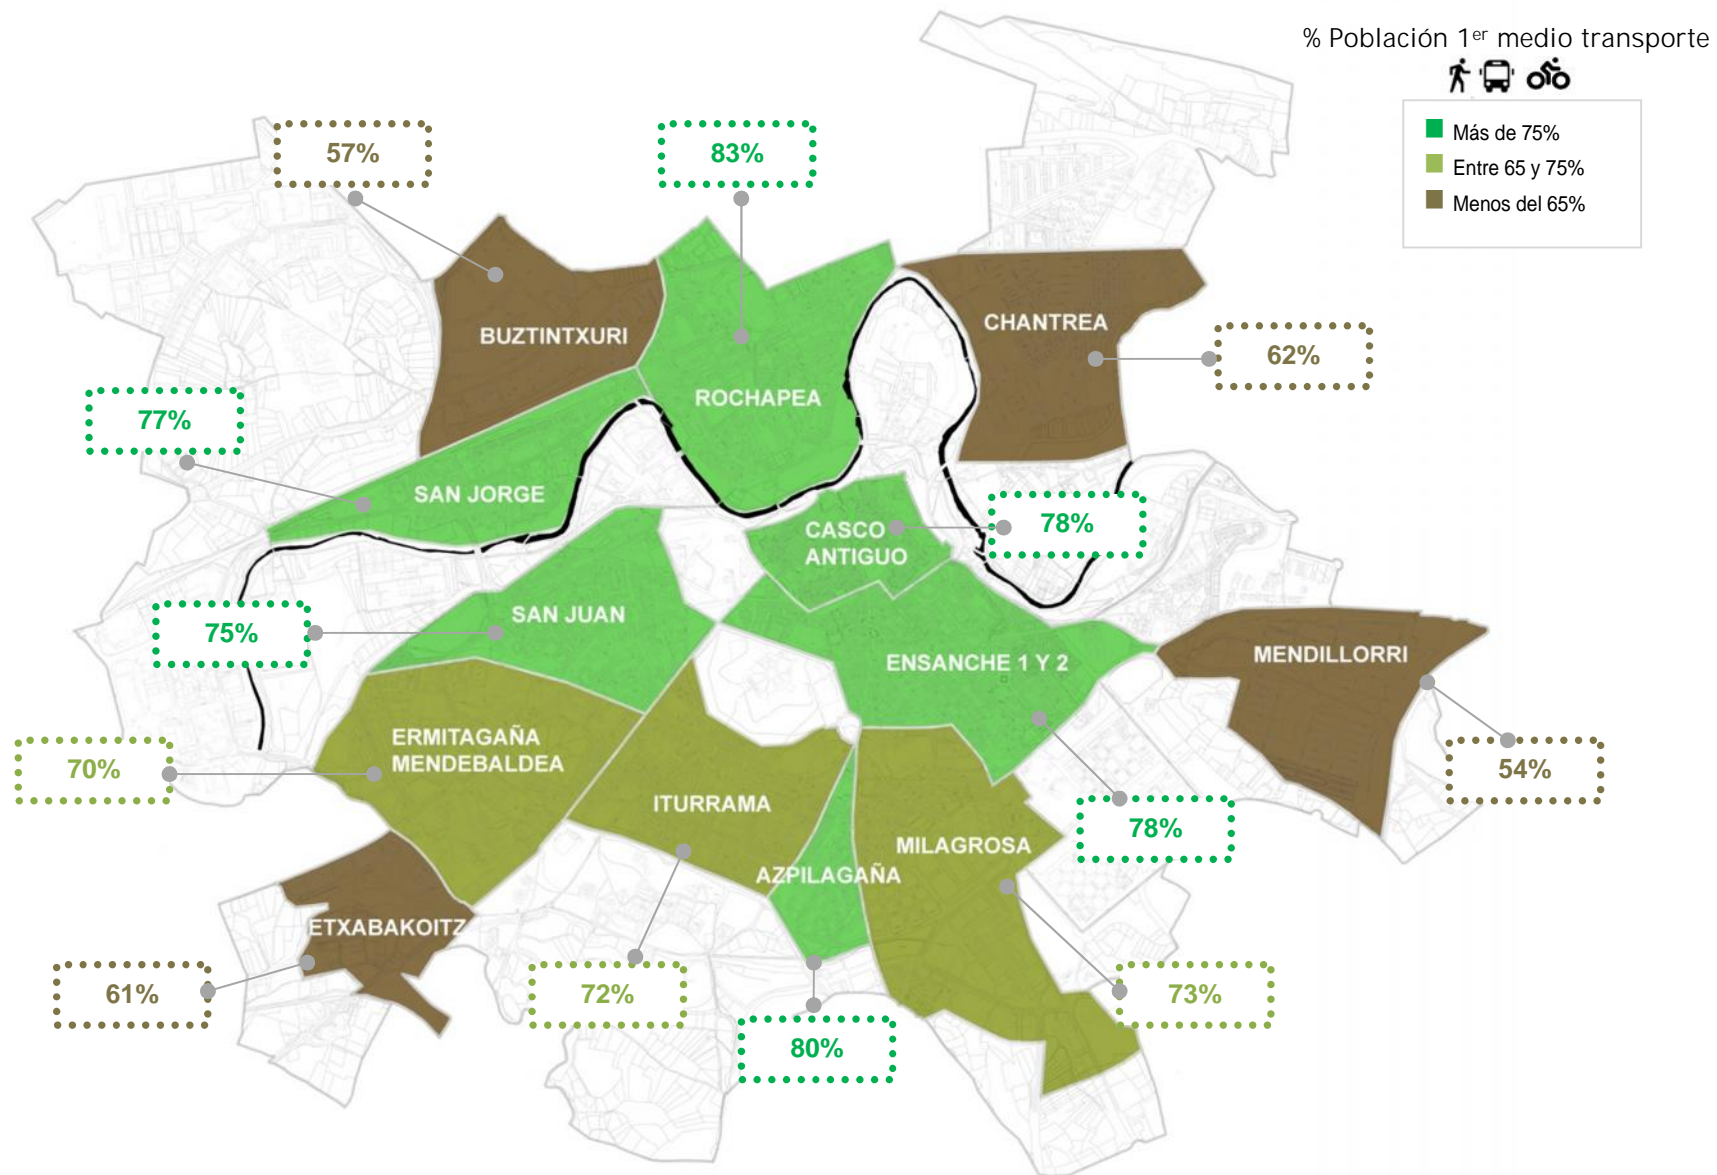 % Población 1er medio transporte
Más de 75%
Entre 65 y 75%
Menos del 65%
57%
83%
BUZTINTXURI
CHANTREA
62%
ROCHAPEA
77%
SAN JORGE
CASCO
ANTIGUO
78%
SAN JUAN
75%
ENSANCHE 1 Y 2
MENDILLORRI
ERMITAGAÑA
MENDEBALDEA
70%
54%
ITURRAMA
78%
MILAGROSA
AZPILAGAÑA
ETXABAKOITZ
61%
72%
73%
80%